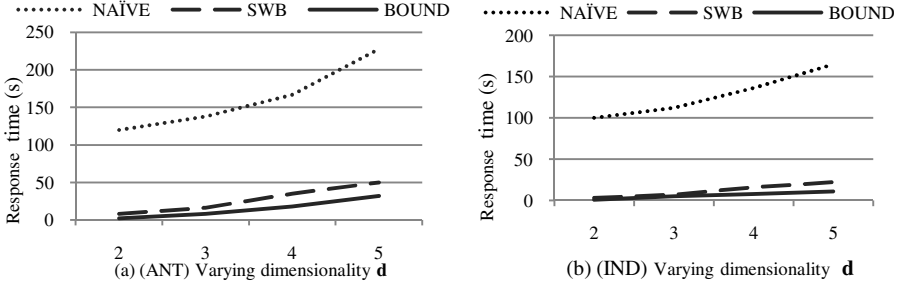 NAÏVE SWB BOUND
Response time (s)
250
200
150
100
50
0
2 3 4 5
(a) (ANT) Varying dimensionality d
NAÏVE SWB BOUND
Response time (s)
200
150
100
50
0
2 3 4 5
(b) (IND) Varying dimensionality d